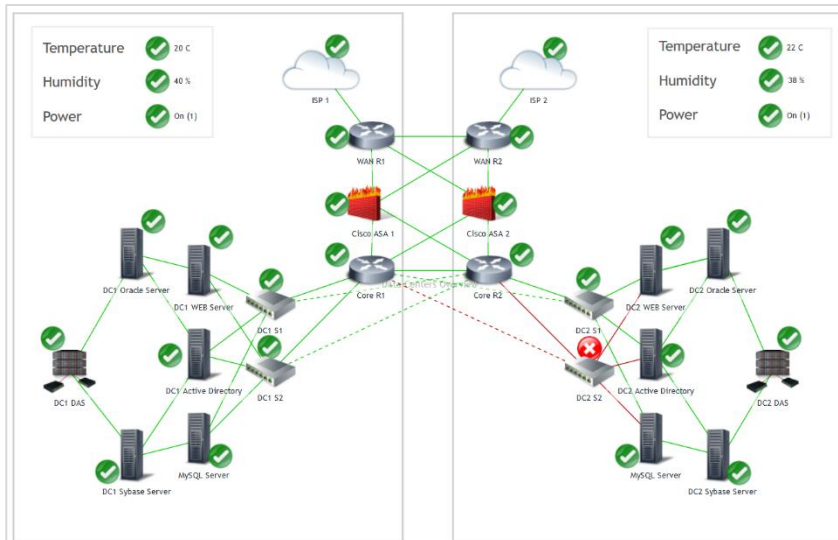 Temperature 20 C
Humidity 40 %
Power On (1)
Temperature 22 C
Humidity 38 %
Power On (1)
ISP 1
ISP 2
WAN R1
WAN R2
Cisco ASA 1
Cisco ASA 2
Core R1
Core R2
Data Centers Overview
DC1 Oracle Server
DC1 WEB Server
DC1 S1
DC2 S1
DC2 WEB Server
DC2 Oracle Server
DC1 DAS
DC1 Active Directory
DC1 S2
DC2 S2
DC2 Active Directory
DC2 DAS
DC1 Sybase Server
MySQL Server
MySQL Server
DC2 Sybase Server